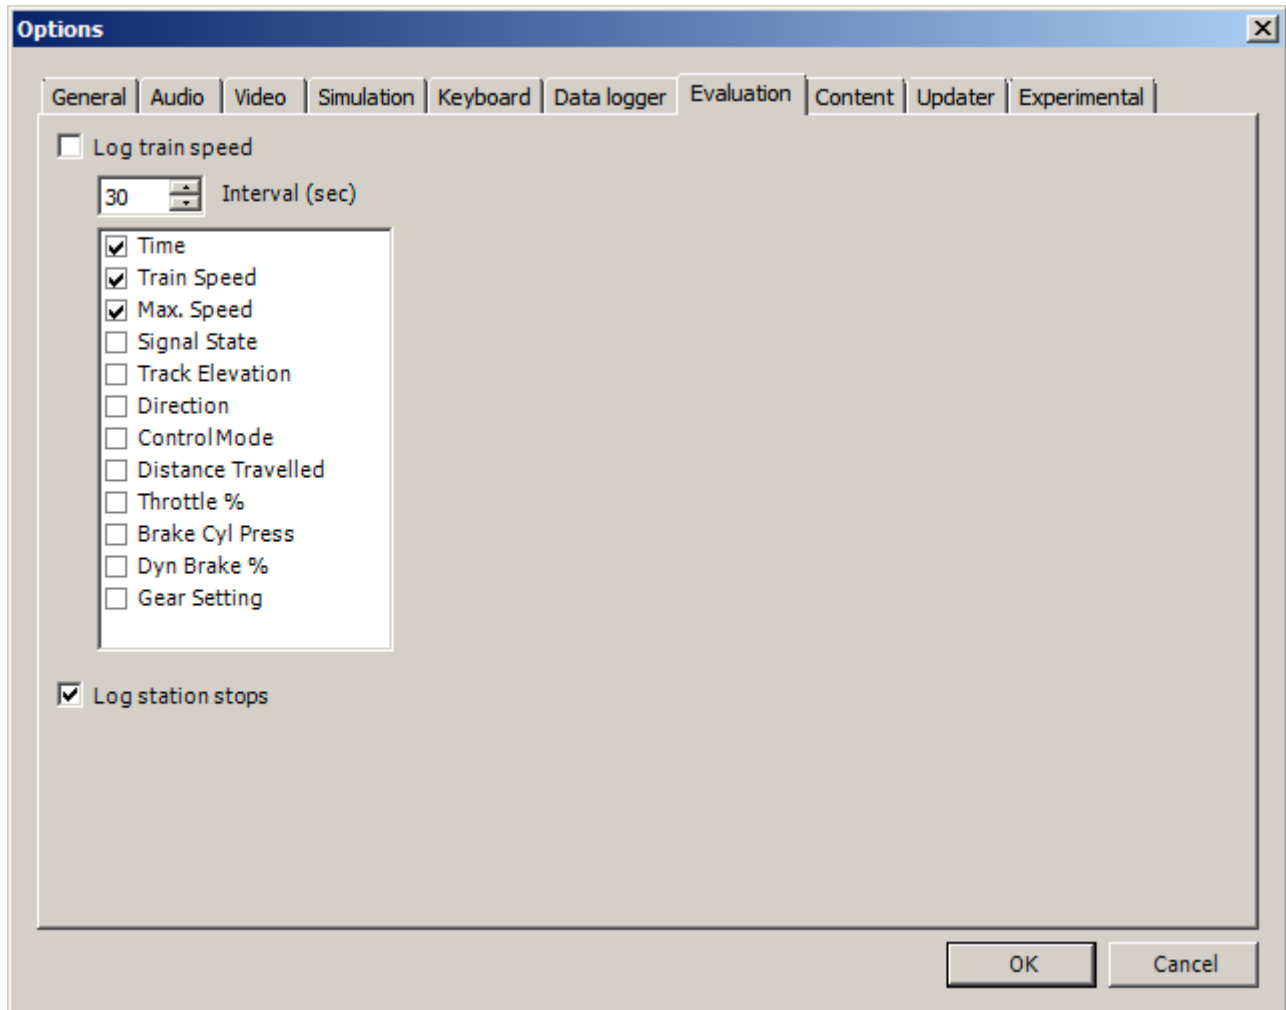 Options
General Audio Video Simulation Keyboard Data logger Evaluation Content Updater Experimental
Log train speed
30 Interval (sec)
Time
Train Speed
Max. Speed
Signal State
Track Elevation
Direction
Control Mode
Distance Travelled
Throttle %
Brake Cyl Press
Dyn Brake %
Gear Setting
Log station stops
OK Cancel